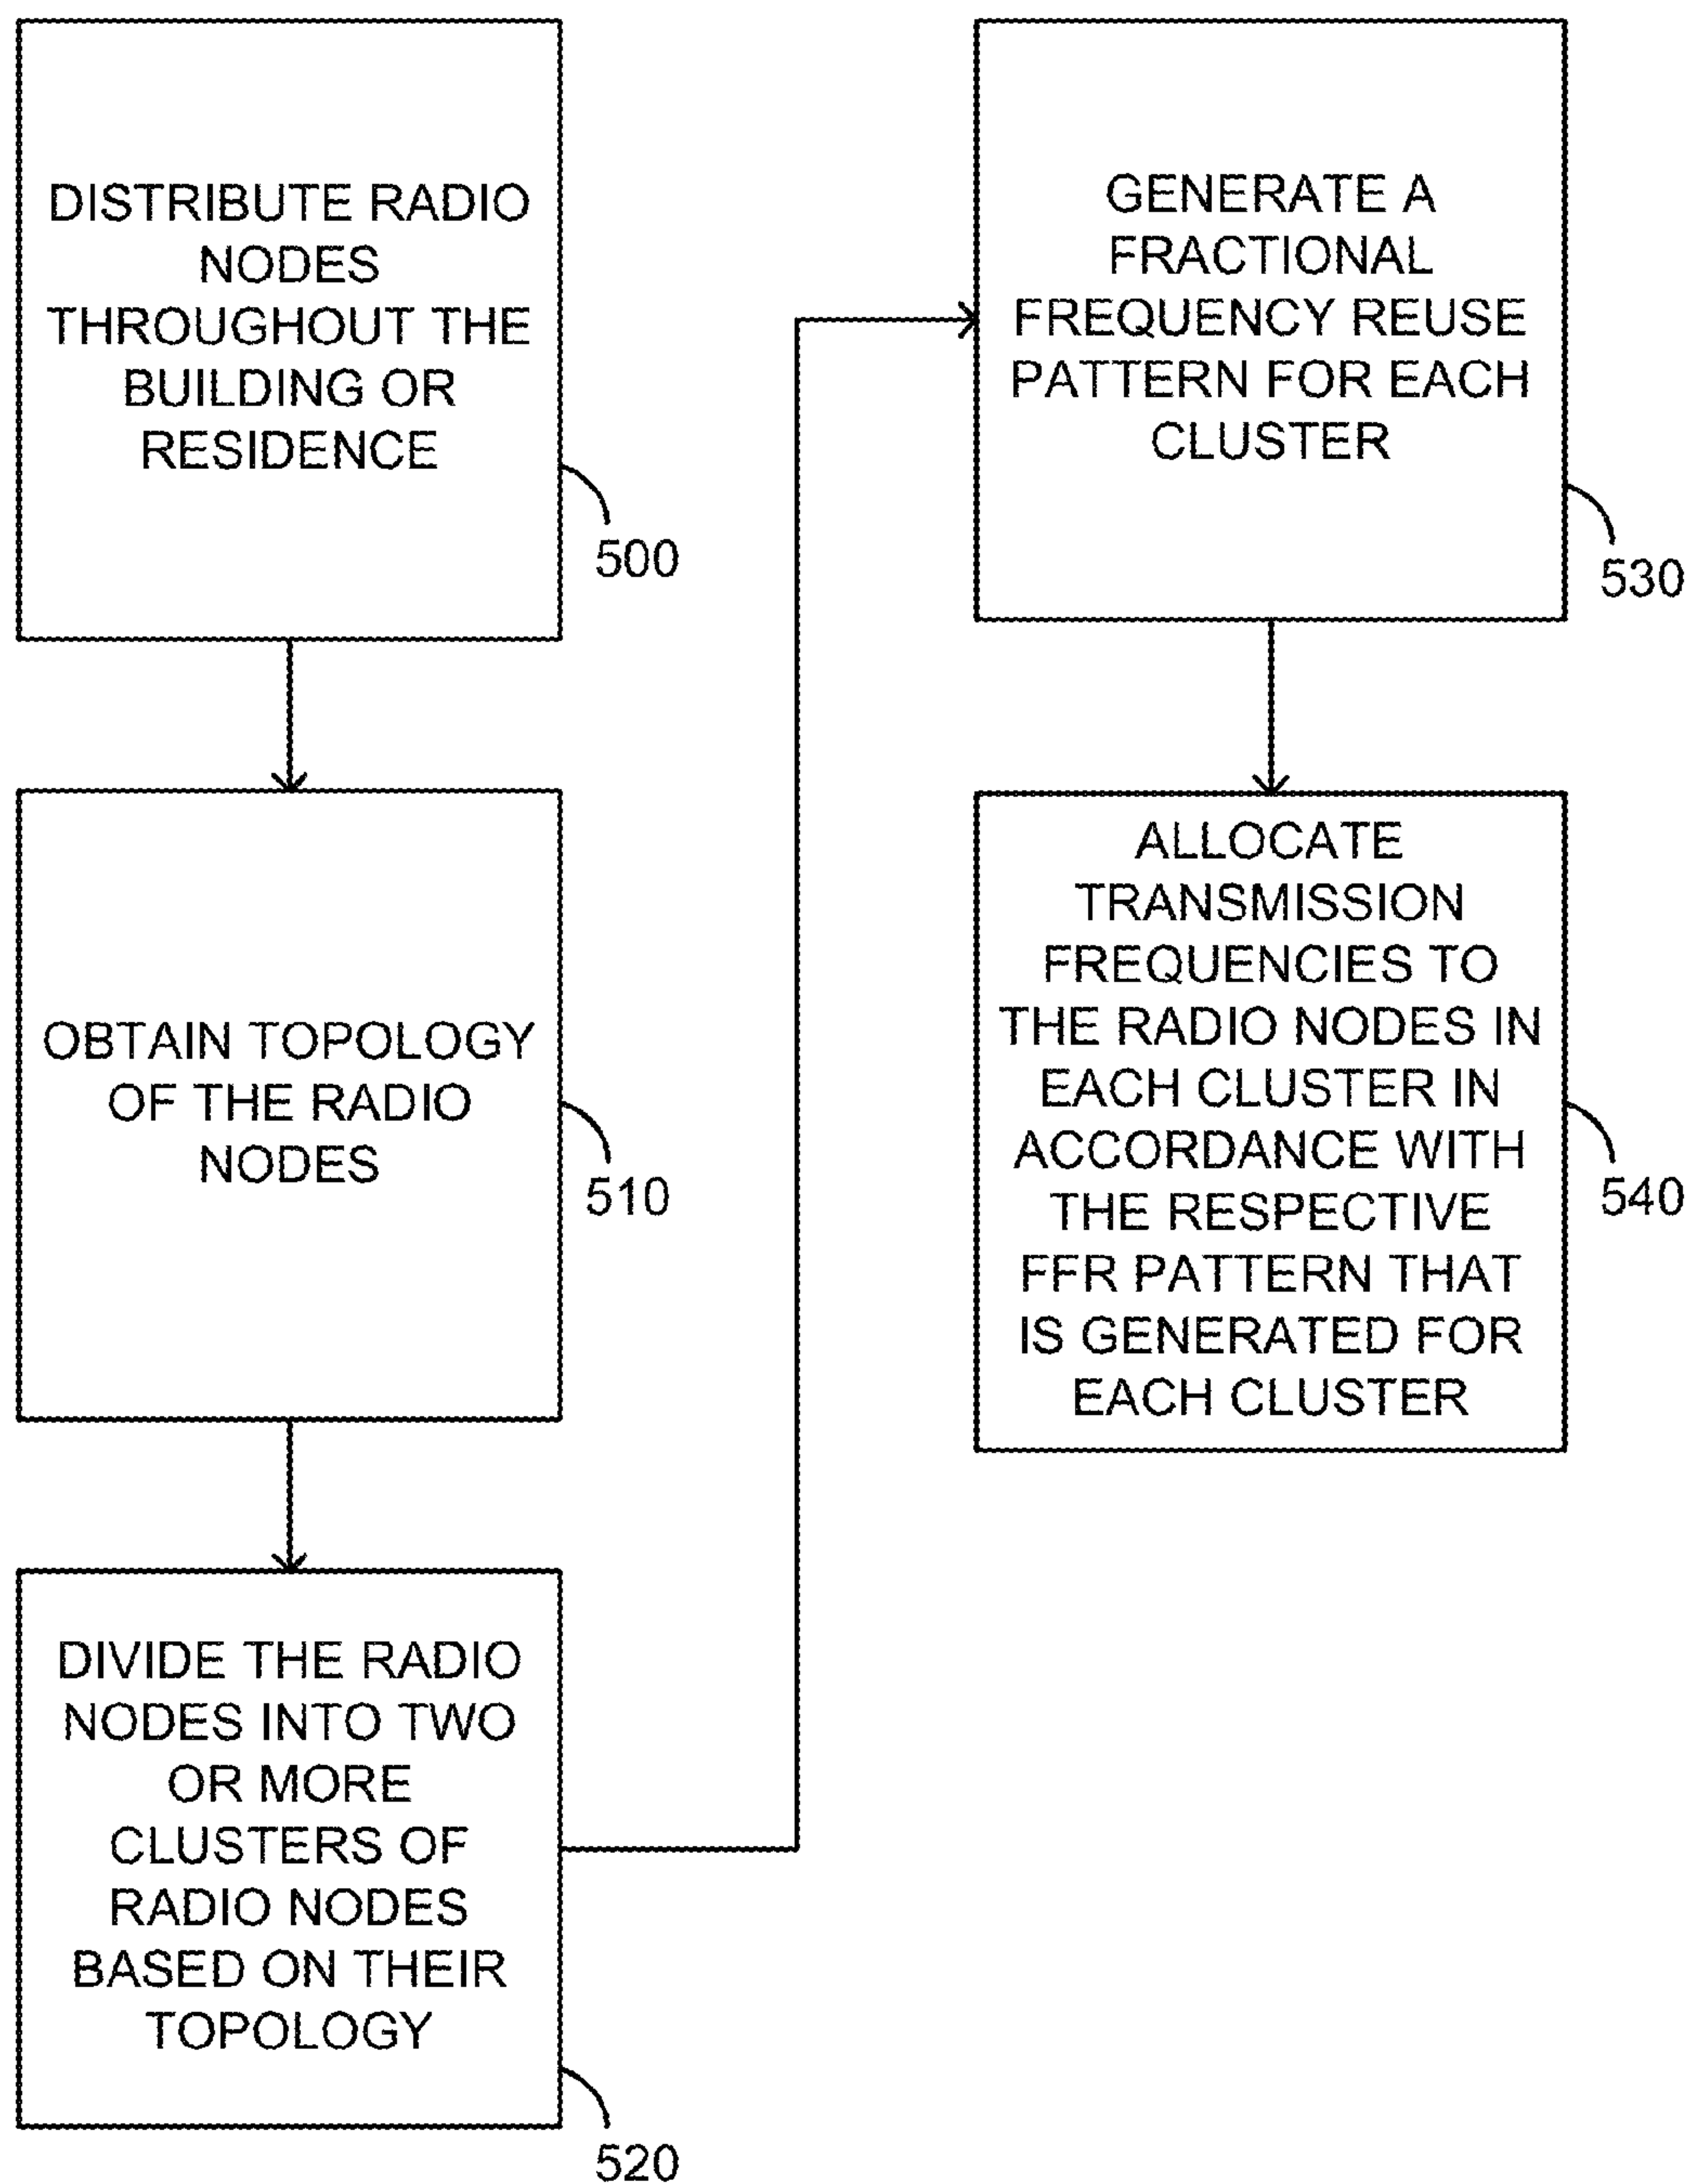 DISTRIBUTE RADIO
NODES
THROUGHOUT THE
BUILDING OR
RESIDENCE
500
OBTAIN TOPOLOGY
OF THE RADIO
NODES
510
DIVIDE THE RADIO
NODES INTO TWO
OR MORE
CLUSTERS OF
RADIO NODES
BASED ON THEIR
TOPOLOGY
520
GENERATE A
FRACTIONAL
FREQUENCY REUSE
PATTERN FOR EACH
CLUSTER
530
ALLOCATE
TRANSMISSION
FREQUENCIES TO
THE RADIO NODES IN
EACH CLUSTER IN
ACCORDANCE WITH
THE RESPECTIVE
FFR PATTERN THAT
IS GENERATED FOR
EACH CLUSTER
540